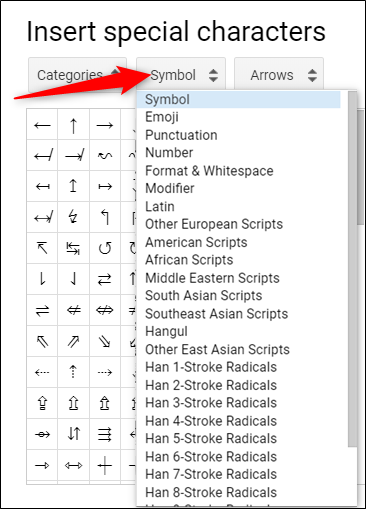 Insert special characters
Categories Symbol Arrows
Symbol
Emoji
Punctuation
Number
Format & Whitespace
Modifier
Latin
Other European Scripts
American Scripts
African Scripts
Middle Eastern Scripts
South Asian Scripts
Southeast Asian Scripts
Hangul
Other East Asian Scripts
Han 1-Stroke Radicals
Han 2-Stroke Radicals
Han 3-Stroke Radicals
Han 4-Stroke Radicals
Han 5-Stroke Radicals
Han 6-Stroke Radicals
Han 7-Stroke Radicals
Han 8-Stroke Radicals